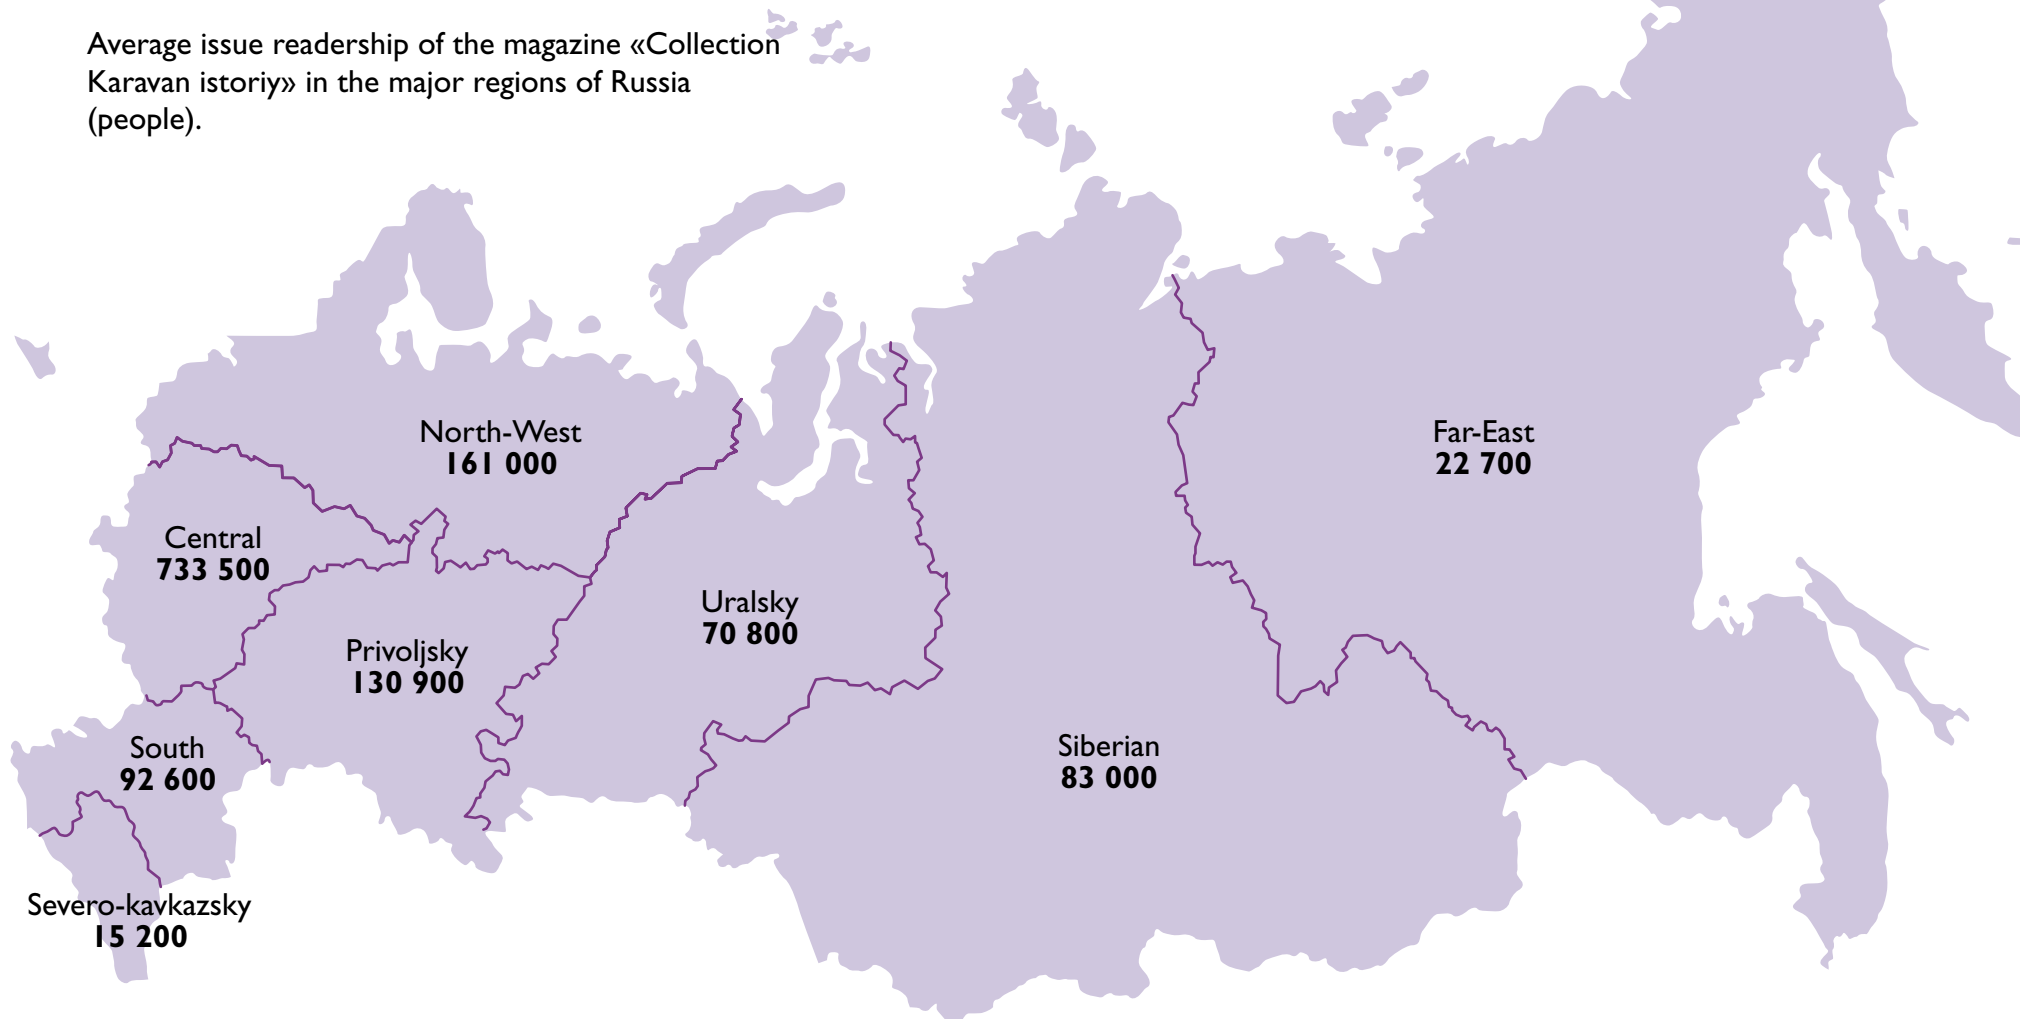 Average issue readership of the magazine «Collection
Karavan istoriy» in the major regions of Russia
(people).
North-West
161 000
Far-East
22 700
Central
733 500
Uralsky
70 800
Privoljsky
130 900
South
92 600
Siberian
83 000
Severo-kavkazsky
15 200